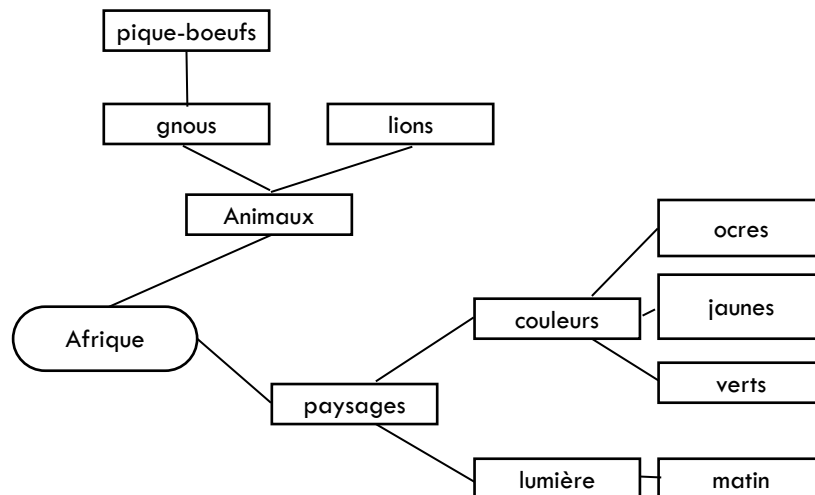 pique-boeufs
gnous
lions
Animaux
ocres
jaunes
couleurs
Afrique
verts
paysages
lumière
matin